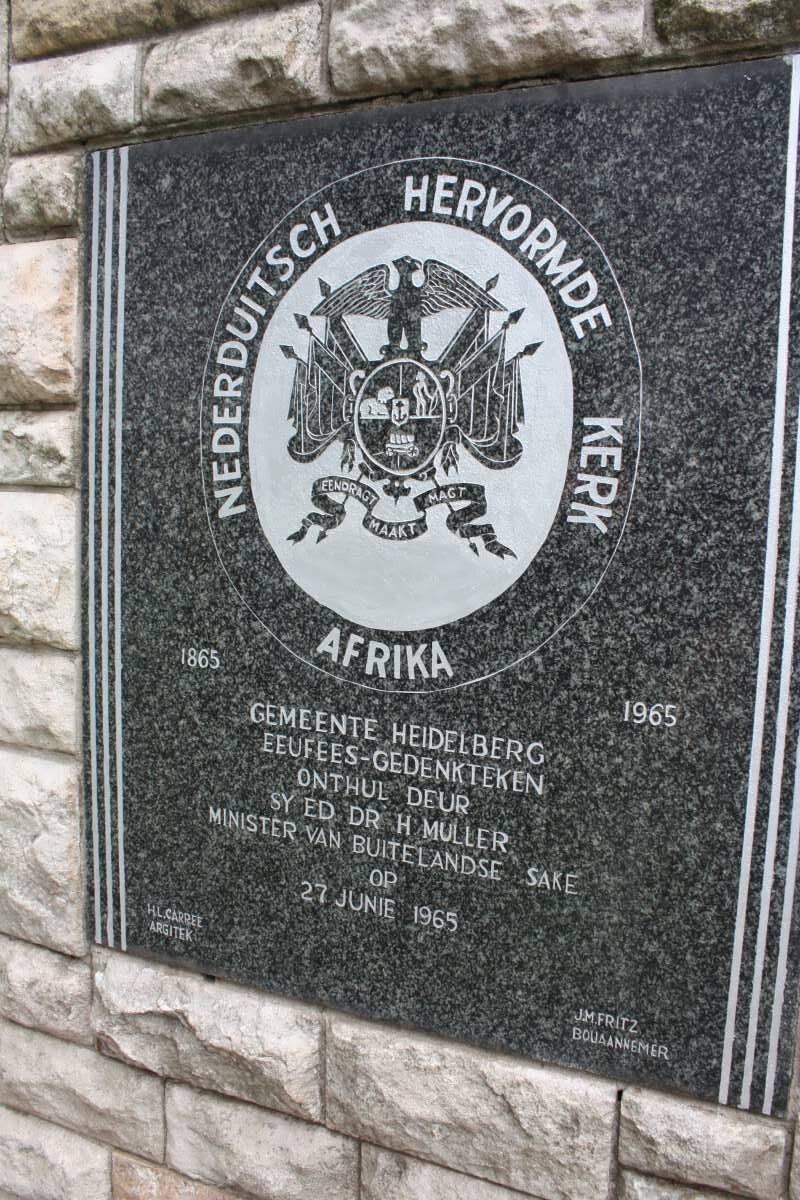 NEDERDUITSCH HERVORMDE KERK
AFRIKA
EENDRAGT MAAKT MAGT
1865
1965
GEMEENTE HEIDELBERG
EEUFEES-GEDENKTEKEN
ONTHUL DEUR
SY ED DR H MULLER
MINISTER VAN BUITELANDSE SAKE
OP
27 JUNIE 1965
H.L.CARREE
ARGITEK
J.M.FRITZ
BOUAANNEMER